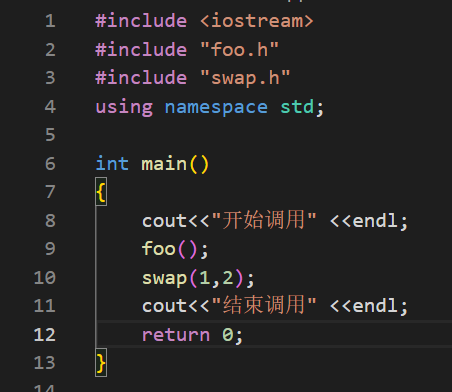 1 #include <iostream>
2 #include "foo.h"
3 #include "swap.h"
4 using namespace std;
5
6 int main()
7 {
8 cout<<"开始调用" <<endl;
9 foo();
10 swap(1,2);
11 cout<<"结束调用" <<endl;
12 return 0;
13 }
14